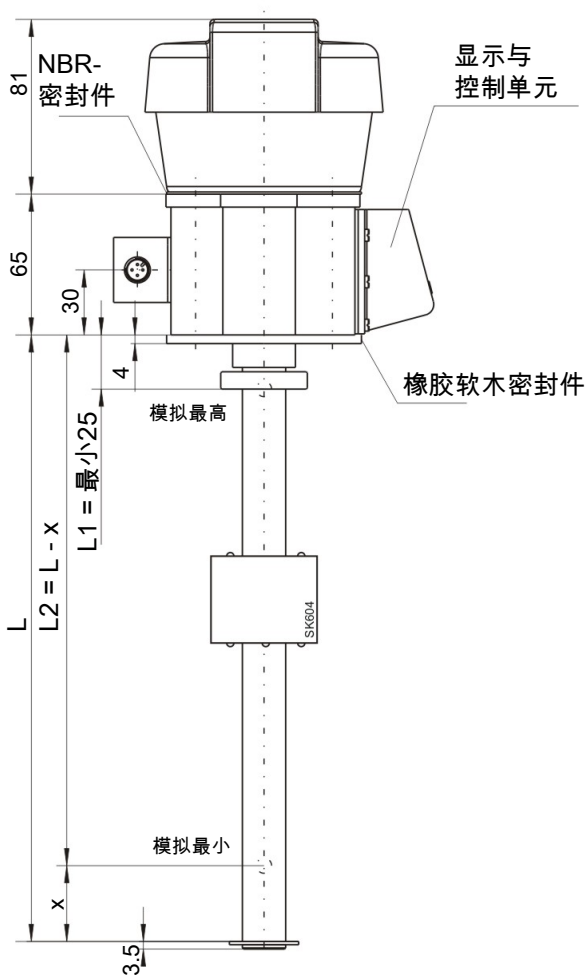 81
NBR-
密封件
显示与
控制单元
65
30
4
橡胶软木密封件
模拟最高
L1 = 最小25
L2 = L - x
L
SK604
模拟最小
x
3.5